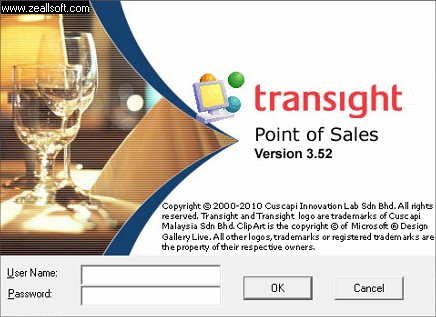 www.zeallsoft.com
transight
Point of Sales
Version 3.52
Copyright © 2000-2010 Cuscapi Innovation Lab Sdn Bhd. All rights
reserved. Transight and Transight logo are trademarks of Cuscapi
Malaysia Sdn Bhd. ClipArt is the copyright © of Microsoft ® Design
Gallery Live. All other logos, trademarks or registered trademarks are
the property of their respective owners.
User Name:
Password:
OK
Cancel